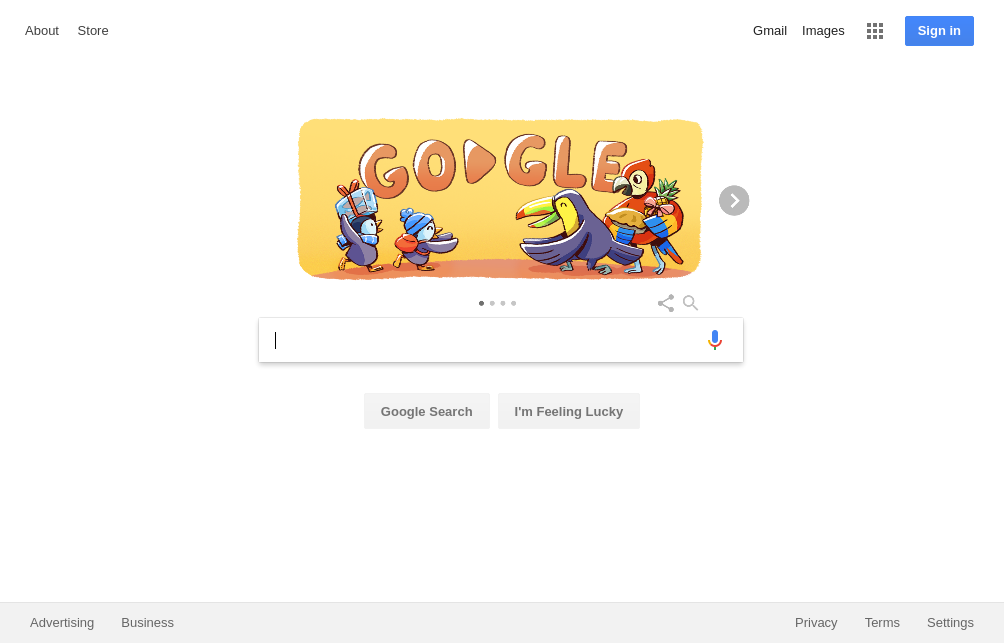 About Store
Gmail Images Sign in
GOOGLE
Google Search I'm Feeling Lucky
Advertising Business
Privacy Terms Settings